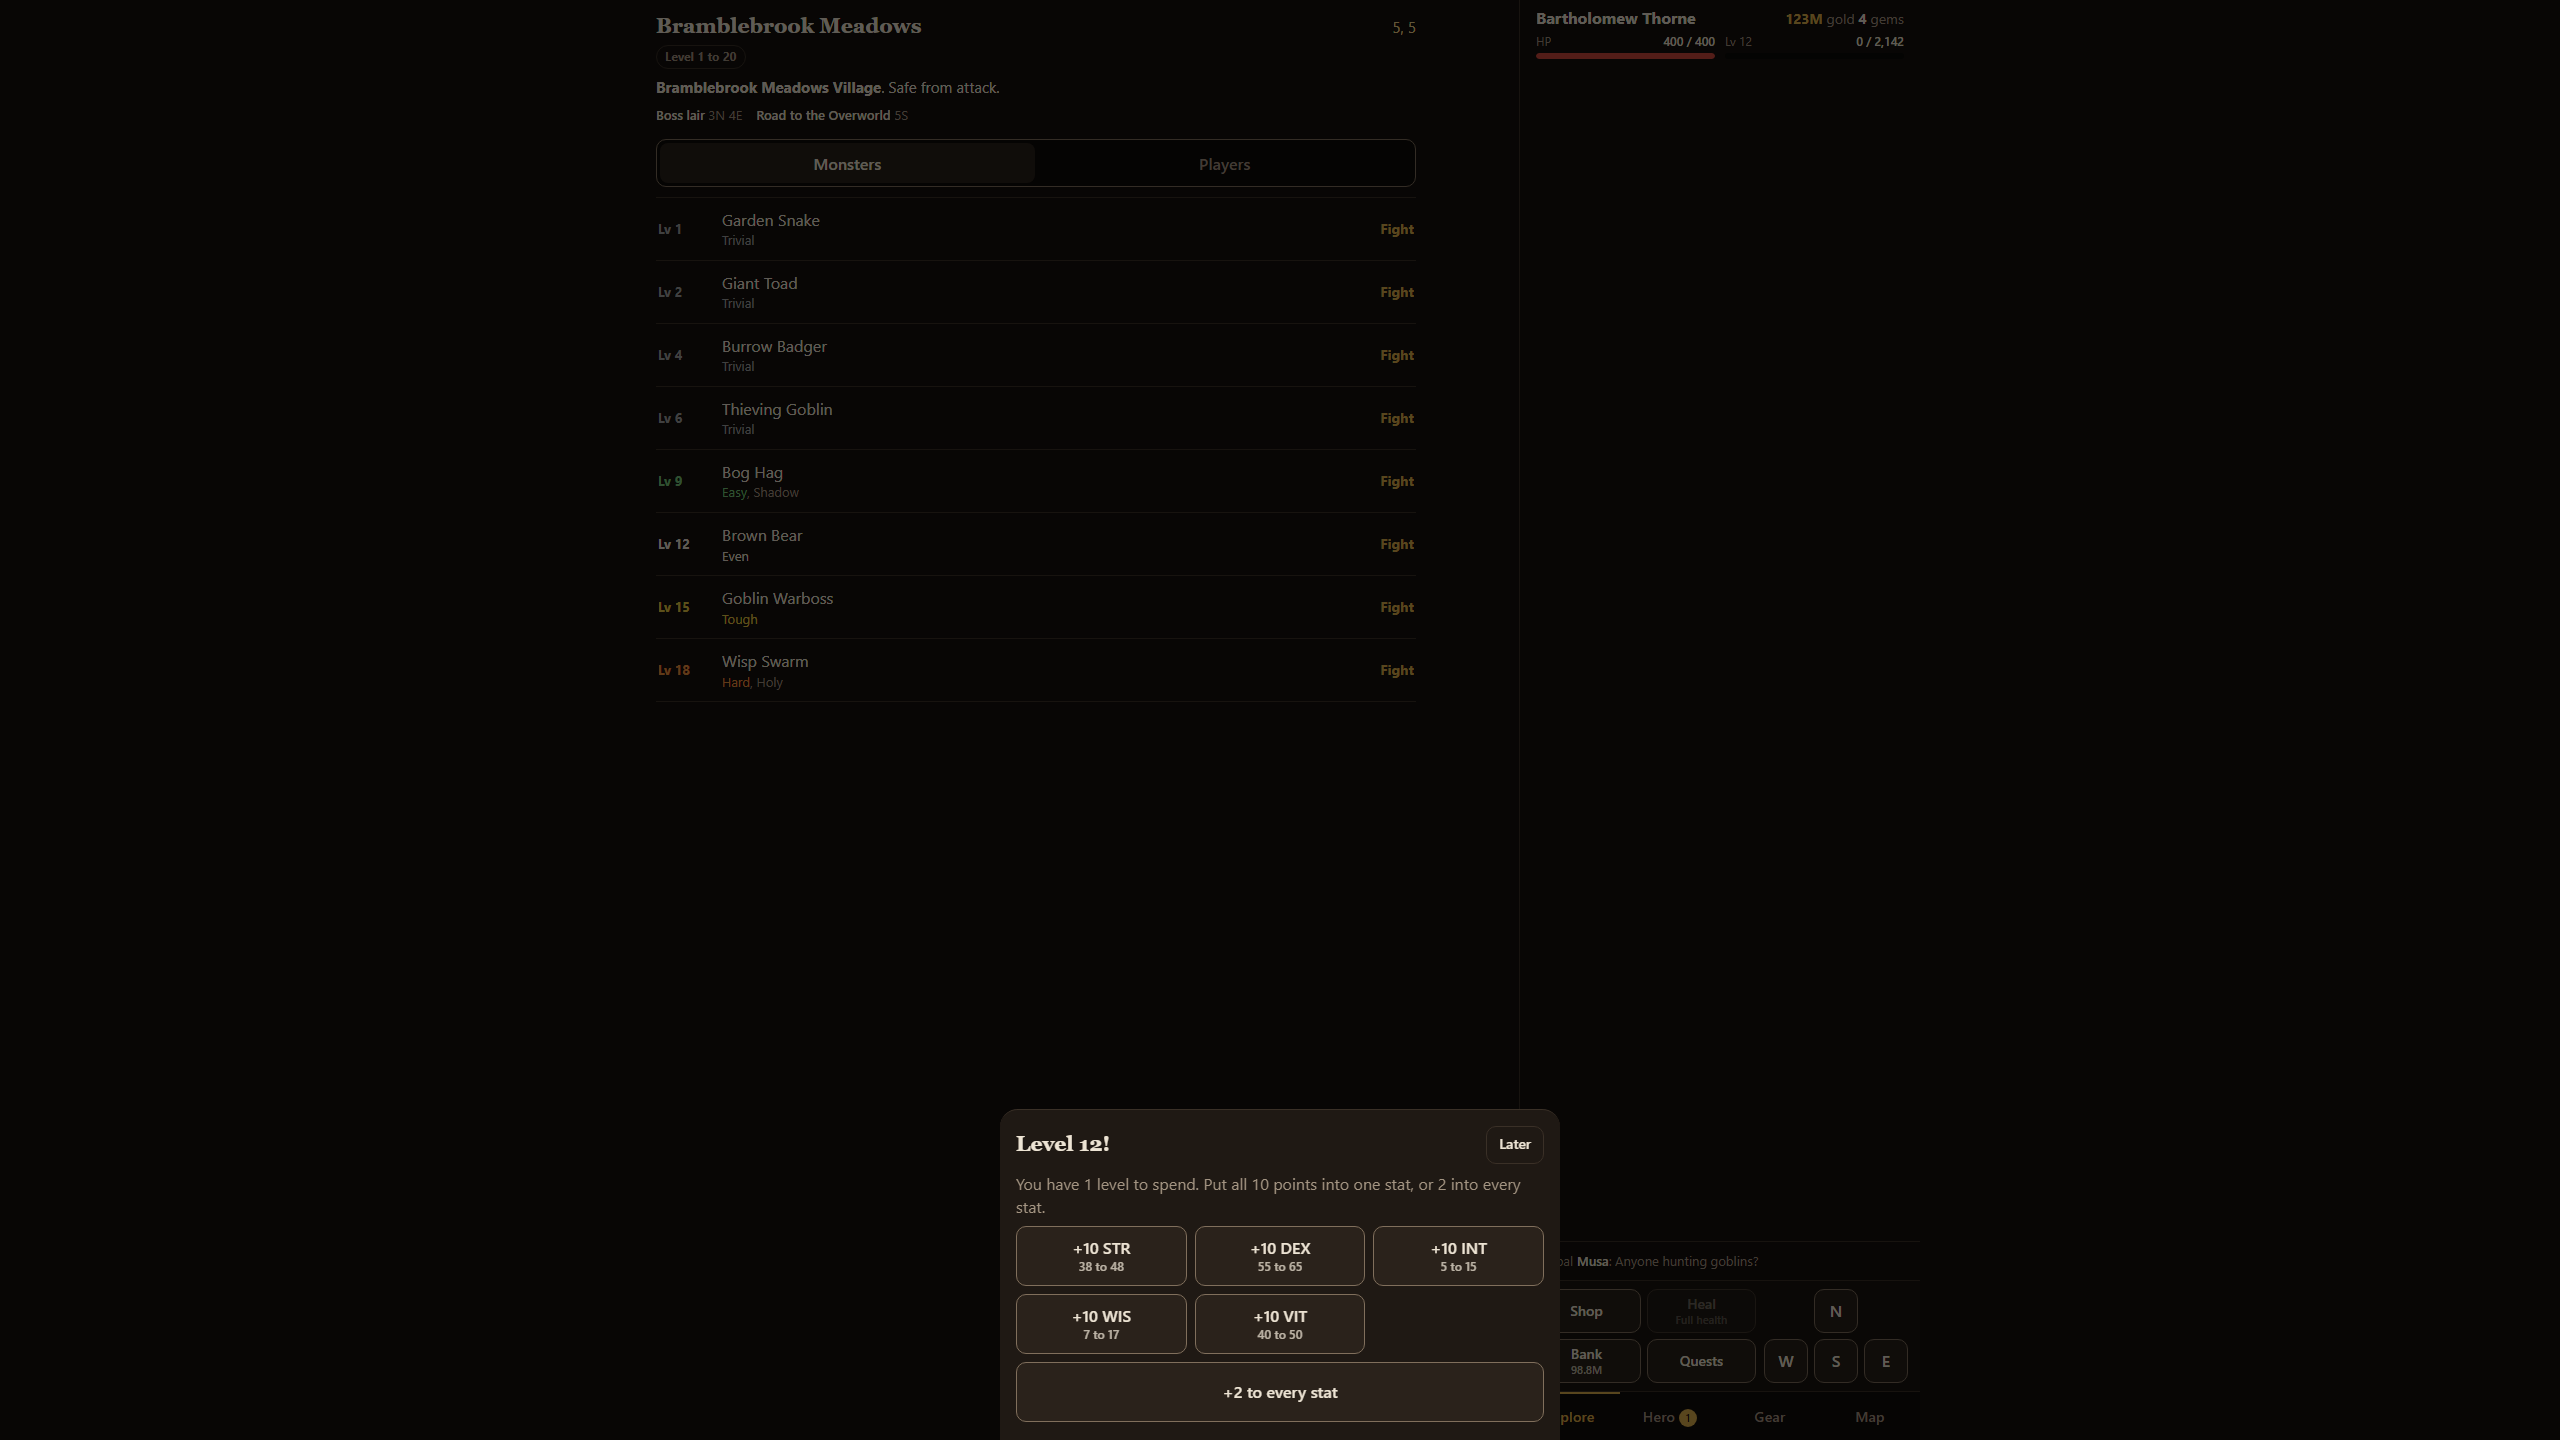 Bramblebrook Meadows
5, 5
Level 1 to 20
Bramblebrook Meadows Village. Safe from attack.
Boss lair 3N 4E Road to the Overworld 5S
Monsters
Players
Lv 1
Garden Snake
Trivial
Fight
Lv 2
Giant Toad
Trivial
Fight
Lv 4
Burrow Badger
Trivial
Fight
Lv 6
Thieving Goblin
Trivial
Fight
Lv 9
Bog Hag
Easy, Shadow
Fight
Lv 12
Brown Bear
Even
Fight
Lv 15
Goblin Warboss
Tough
Fight
Lv 18
Wisp Swarm
Hard, Holy
Fight
Bartholomew Thorne
123M gold 4 gems
HP 400 / 400 Lv 12 0 / 2,142
Level 12!
Later
You have 1 level to spend. Put all 10 points into one stat, or 2 into every
stat.
+10 STR
38 to 48
+10 DEX
55 to 65
+10 INT
5 to 15
+10 WIS
7 to 17
+10 VIT
40 to 50
+2 to every stat
Musa: Anyone hunting goblins?
Shop
Heal
Full health
N
Bank
98.8M
Quests
W
S
E
plore
Hero 1
Gear
Map